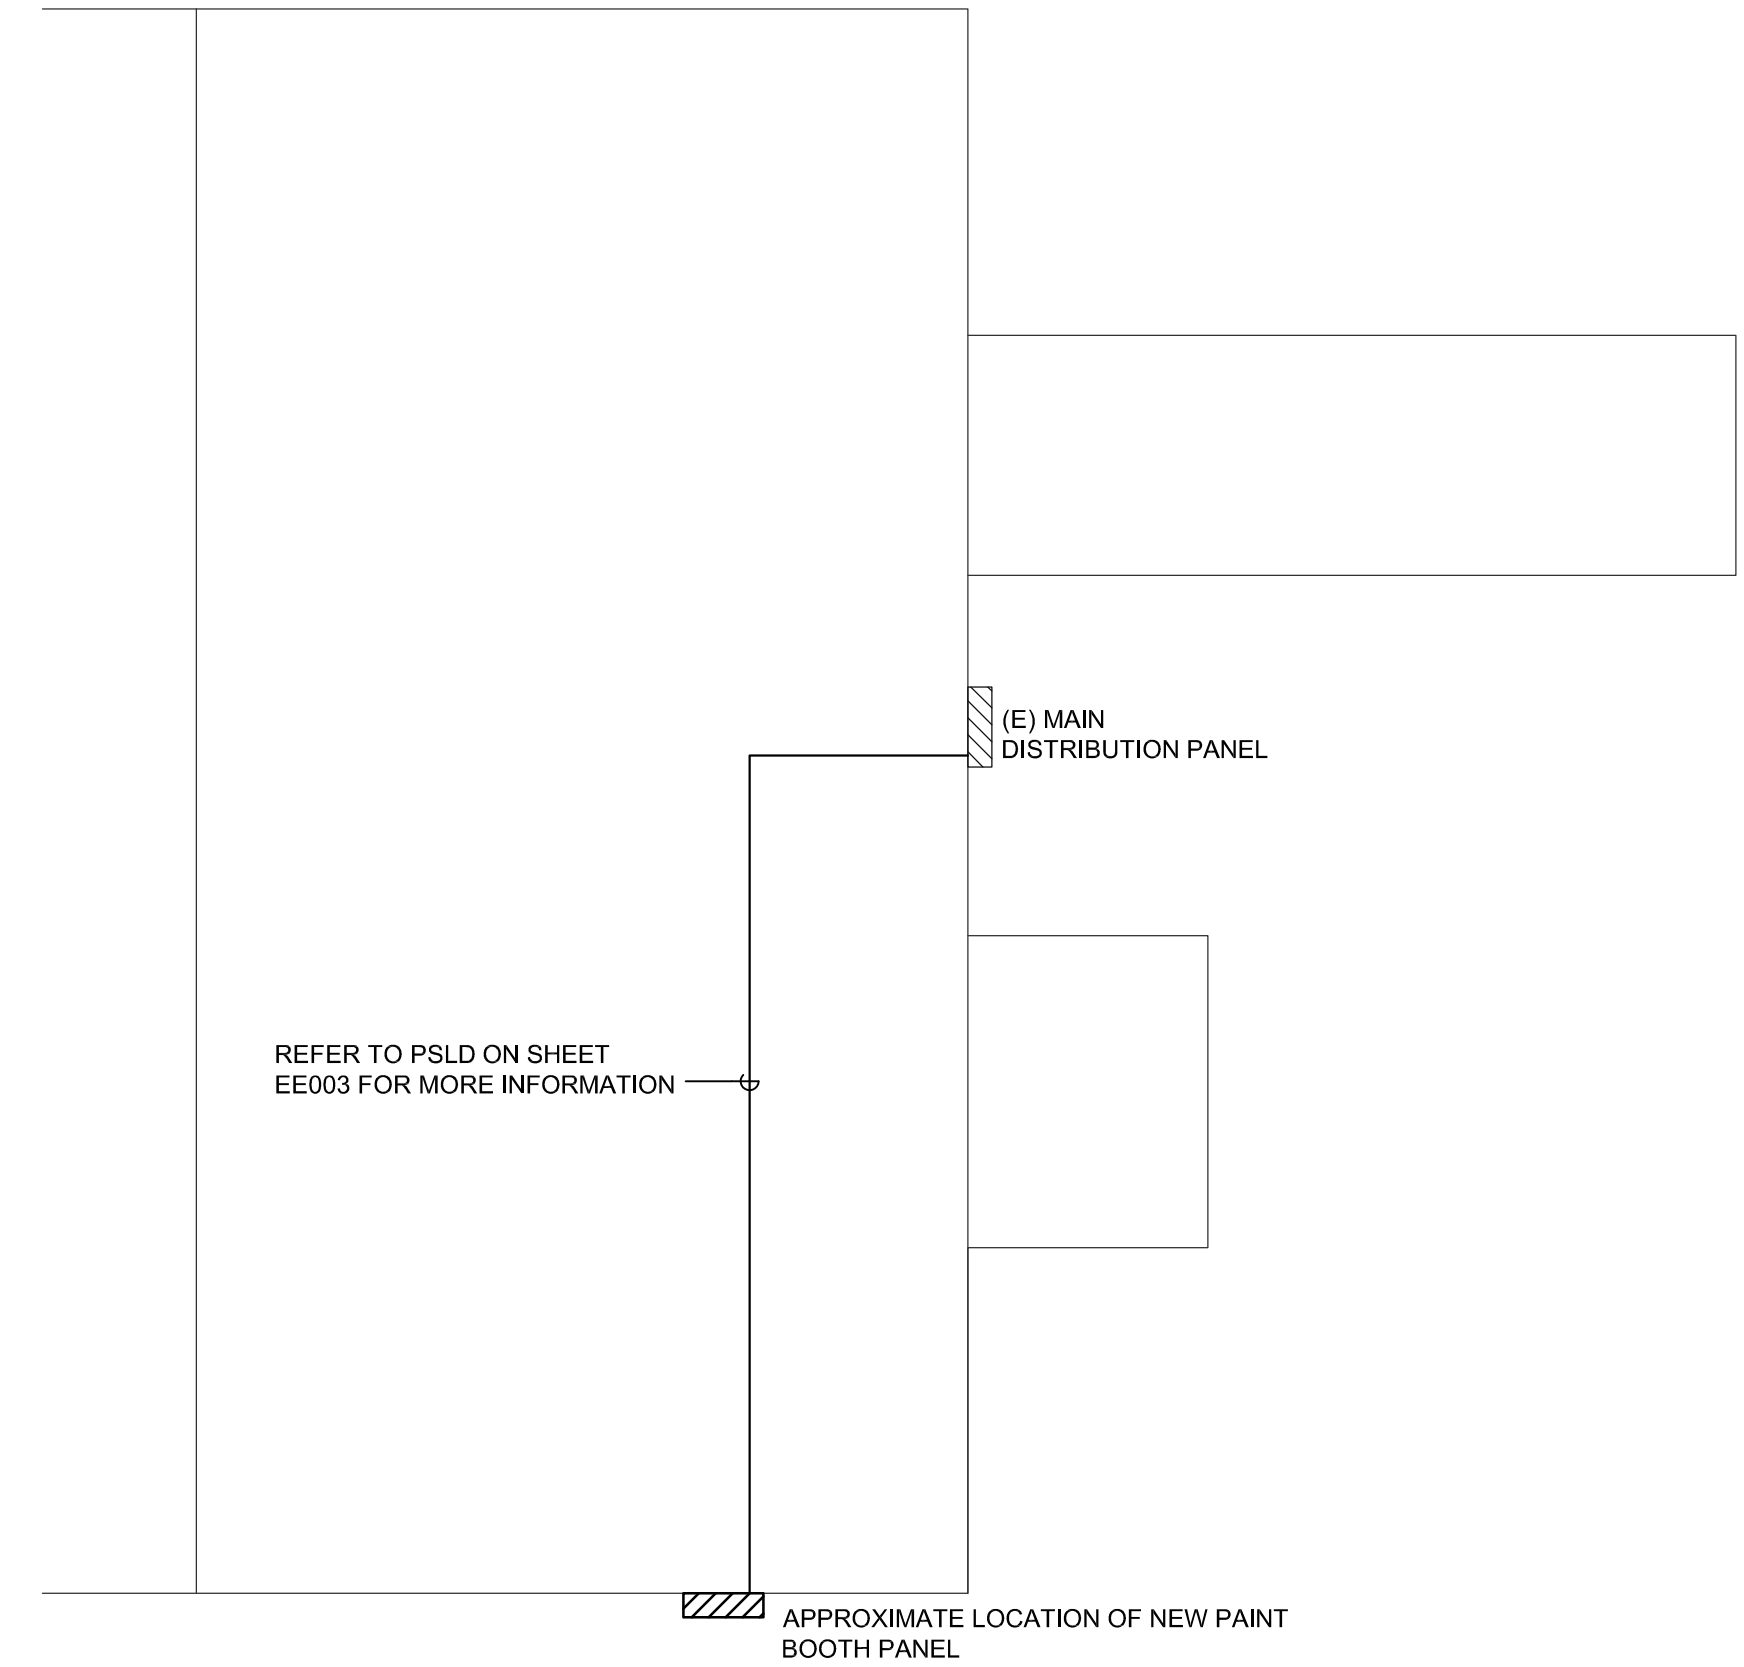 (E) MAIN
DISTRIBUTION PANEL
REFER TO PSLD ON SHEET
EE003 FOR MORE INFORMATION
APPROXIMATE LOCATION OF NEW PAINT
BOOTH PANEL